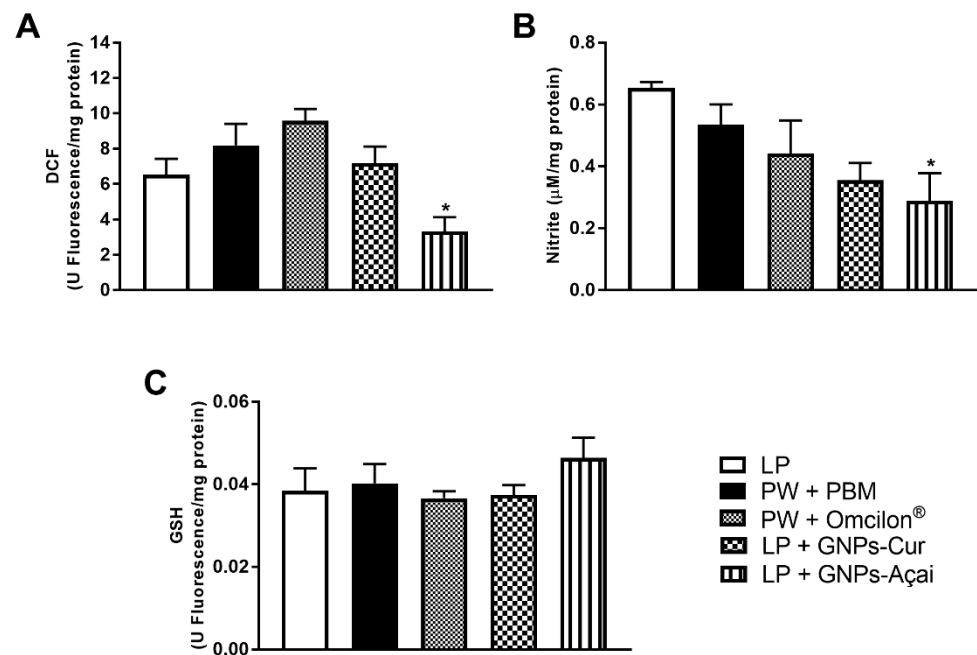 A
DCF
(U Fluorescence/mg protein)
14
12
10
8
6
4
2
0
*
B
Nitrite (µM/mg protein)
0.8
0.6
0.4
0.2
0.0
*
C
GSH
(U Fluorescence/mg protein)
0.06
0.04
0.02
0.00
LP
PW + PBM
PW + Omcilon®
LP + GNPs-Cur
LP + GNPs-Açai